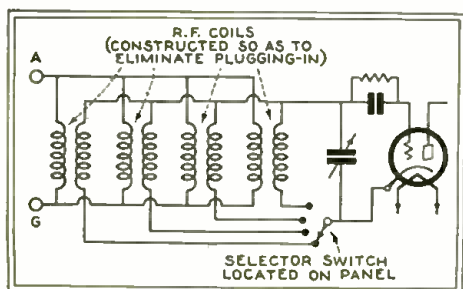 R.F. COILS
(CONSTRUCTED SO AS TO
ELIMINATE PLUGGING-IN)
A
G
SELECTOR SWITCH
LOCATED ON PANEL